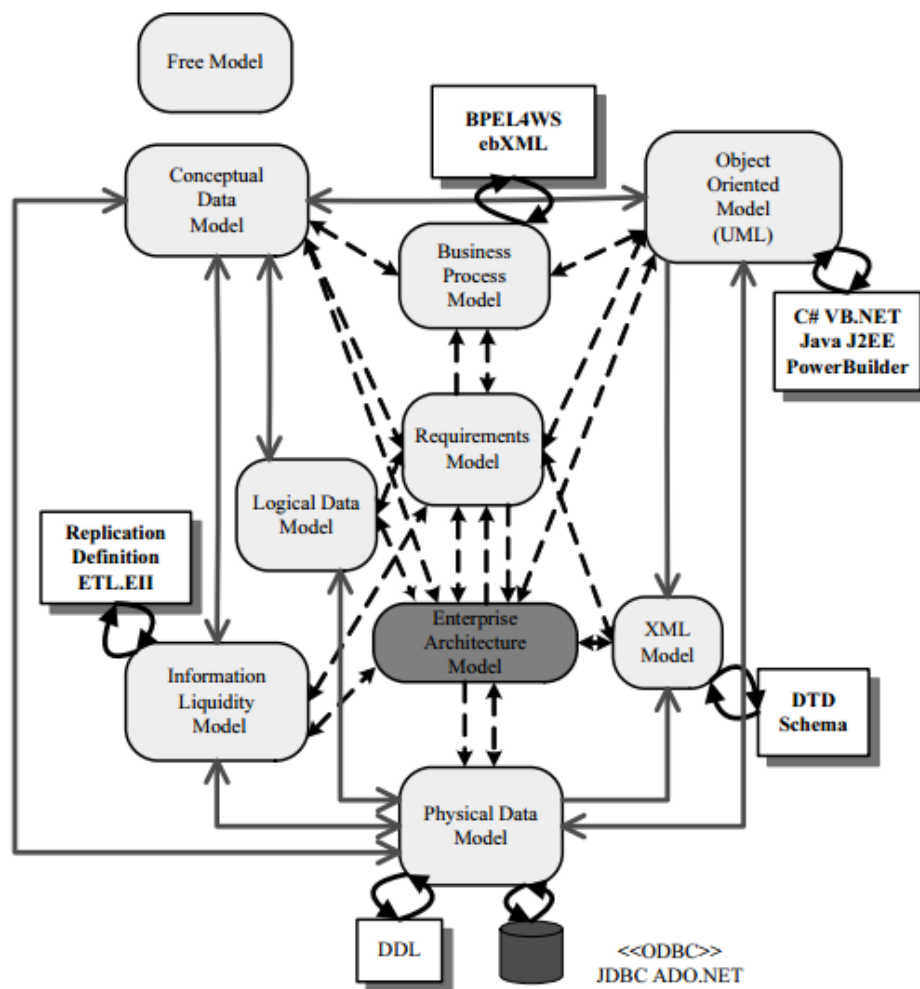 Free Model
BPEL4WS
ebXML
Conceptual
Data
Model
Object
Oriented
Model
(UML)
Business
Process
Model
C# VB.NET
Java J2EE
PowerBuilder
Requirements
Model
Logical Data
Model
Replication
Definition
ETL.EII
Enterprise
Architecture
Model
XML
Model
Information
Liquidity
Model
DTD
Schema
Physical Data
Model
DDL
<<ODBC>>
JDBC ADO.NET